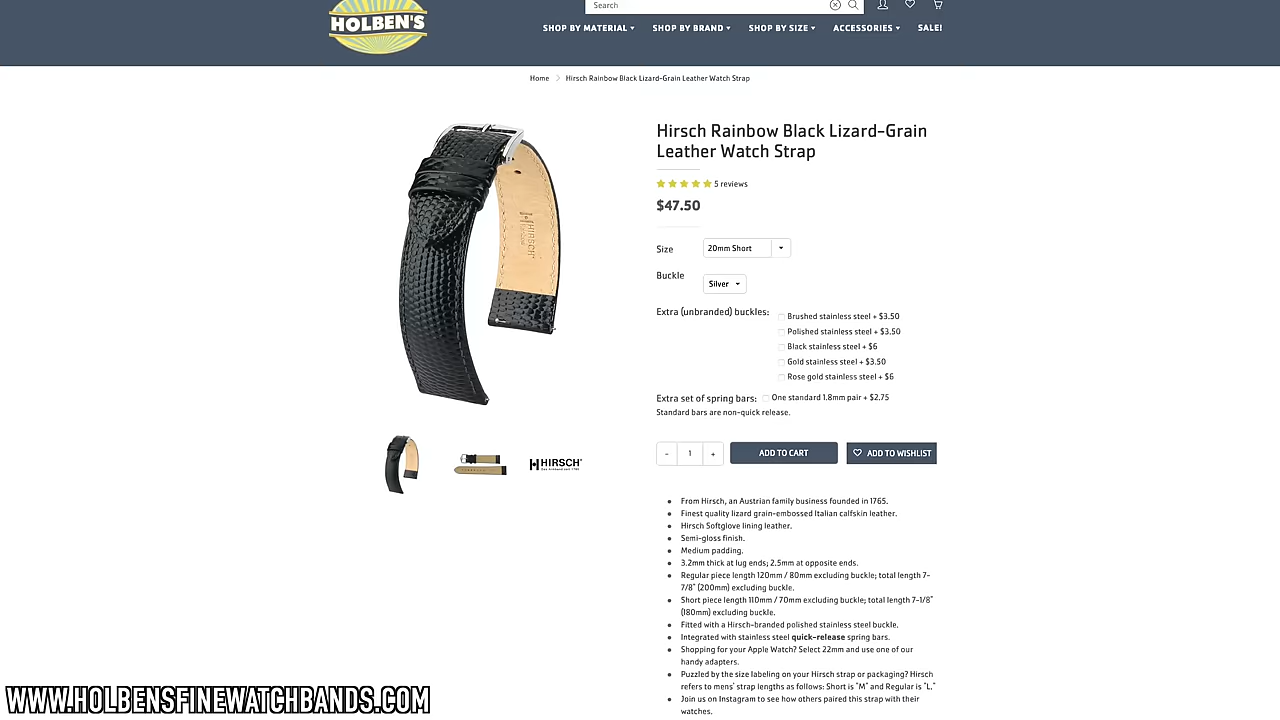 HOLBEN'S
Search
SHOP BY MATERIAL SHOP BY BRAND SHOP BY SIZE ACCESSORIES SALE!
Home Hirsch Rainbow Black Lizard-Grain Leather Watch Strap
Hirsch Rainbow Black Lizard-Grain
Leather Watch Strap
5 reviews
$47.50
Size 20mm Short
Buckle Silver
Extra (unbranded) buckles: Brushed stainless steel + $3.50
Polished stainless steel + $3.50
Black stainless steel + $6
Gold stainless steel + $3.50
Rose gold stainless steel + $6
Extra set of spring bars: One standard 1.8mm pair + $2.75
Standard bars are non-quick release.
- 1 + ADD TO CART ADD TO WISHLIST
HIRSCH
HIRSCH
From Hirsch, an Austrian family business founded in 1765.
Finest quality lizard grain-embossed Italian calfskin leather.
Hirsch Softglove lining leather.
Semi-gloss finish.
Medium padding.
3.2mm thick at lug ends; 2.5mm at opposite ends.
Regular piece length 120mm / 80mm excluding buckle; total length 7-
7/8" (200mm) excluding buckle.
Short piece length 110mm / 70mm excluding buckle; total length 7-1/8"
(180mm) excluding buckle.
Fitted with a Hirsch-branded polished stainless steel buckle.
Integrated with stainless steel quick-release spring bars.
Shopping for your Apple Watch? Select 22mm and use one of our
handy adapters.
Puzzled by the size labeling on your Hirsch strap or packaging? Hirsch
refers to mens' strap lengths as follows: Short is "M" and Regular is "L."
Join us on Instagram to see how others paired this strap with their
watches.
WWW.HOLBENSFINEWATCHBANDS.COM